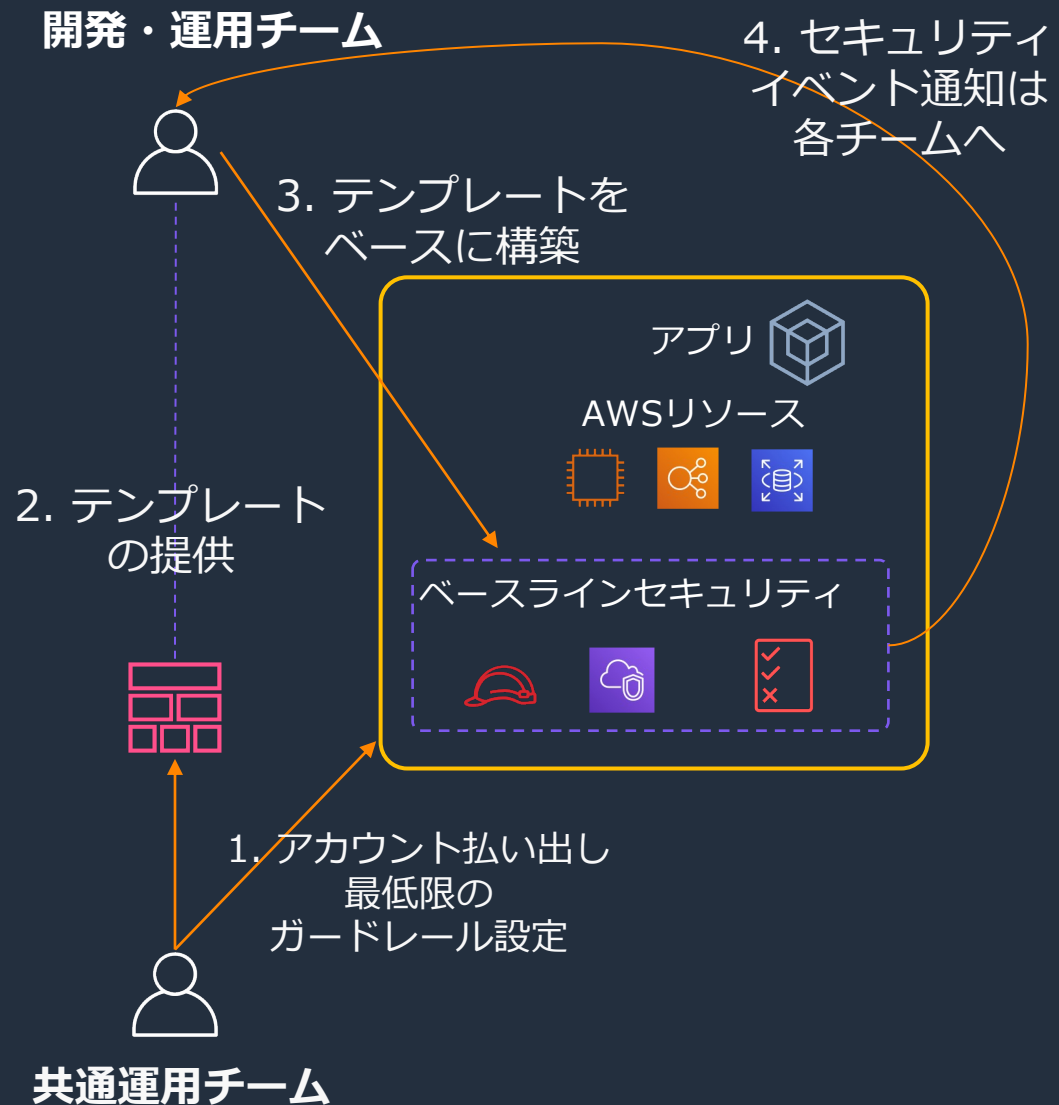 開発・運用チーム
4. セキュリティ
イベント通知は
各チームへ
3. テンプレートを
ベースに構築
アプリ
AWSリソース
2. テンプレート
の提供
ベースラインセキュリティ
1. アカウント払い出し
最低限の
ガードレール設定
共通運用チーム